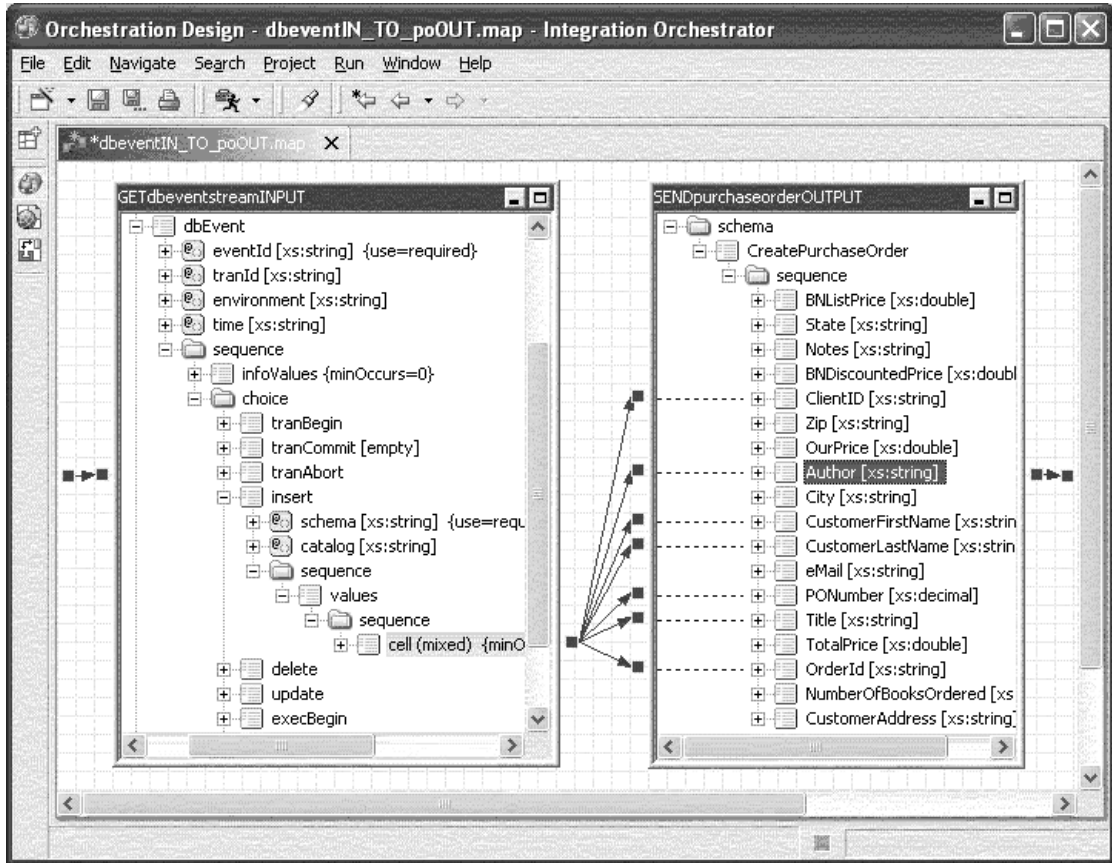 Orchestration Design - dbeventIN_TO_poOUT.map - Integration Orchestrator
File Edit Navigate Search Project Run Window Help
*dbeventIN_TO_poOUT.map X
GETdbeventstreamINPUT
dbEvent
eventId [xs:string] {use=required}
tranId [xs:string]
environment [xs:string]
time [xs:string]
sequence
infoValues {minOccurs=0}
choice
tranBegin
tranCommit [empty]
tranAbort
insert
schema [xs:string] {use=requ
catalog [xs:string]
sequence
values
sequence
cell (mixed) {minO
delete
update
execBegin
SENDpurchaseorderOUTPUT
schema
CreatePurchaseOrder
sequence
BNListPrice [xs:double]
State [xs:string]
Notes [xs:string]
BNDiscountedPrice [xs:doubl
ClientID [xs:string]
Zip [xs:string]
OurPrice [xs:double]
Author [xs:string]
City [xs:string]
CustomerFirstName [xs:strin
CustomerLastName [xs:strin
eMail [xs:string]
PONumber [xs:decimal]
Title [xs:string]
TotalPrice [xs:double]
OrderId [xs:string]
NumberOfBooksOrdered [xs
CustomerAddress [xs:string]